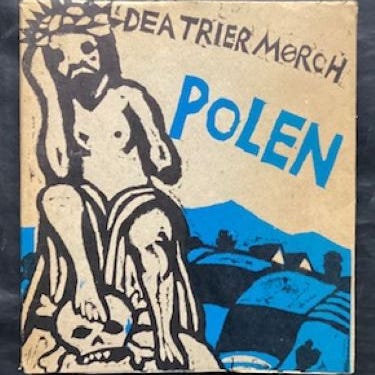 DEA TRIER MØRCH
POLEN